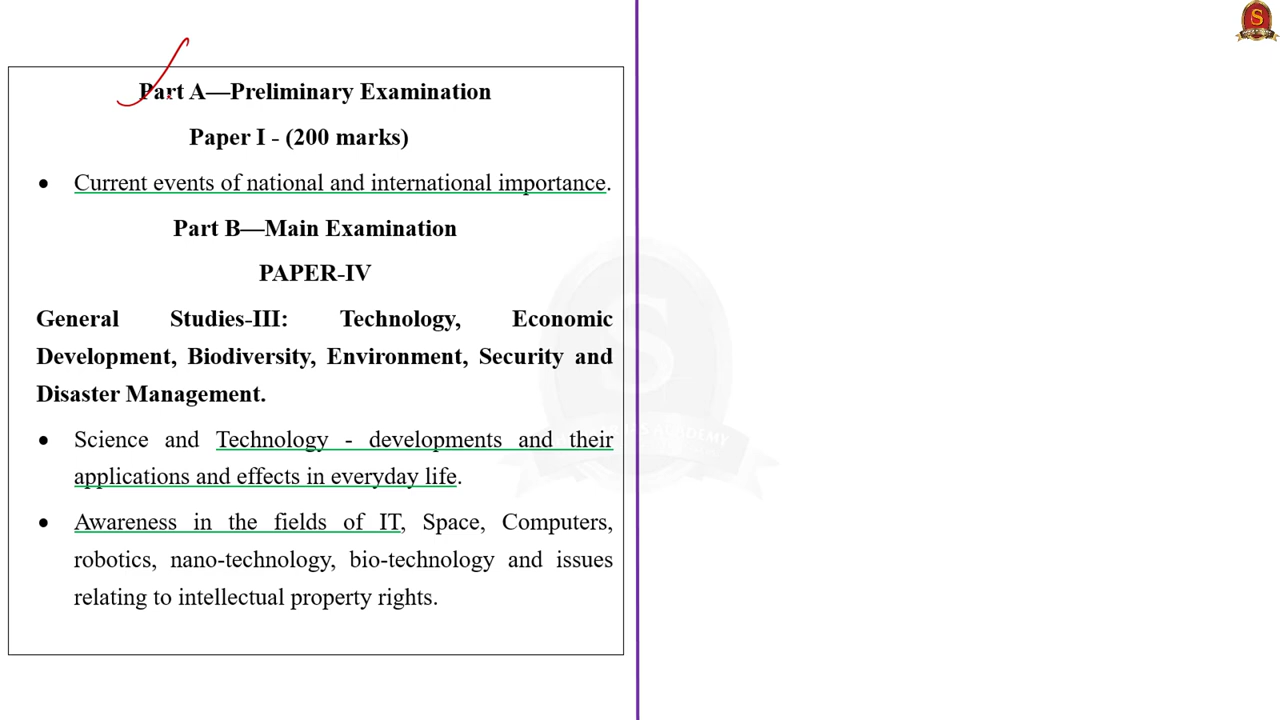 Part A—Preliminary Examination
Paper I - (200 marks)
• Current events of national and international importance.
Part B—Main Examination
PAPER-IV
General Studies-III: Technology, Economic
Development, Biodiversity, Environment, Security and
Disaster Management.
• Science and Technology - developments and their
applications and effects in everyday life.
• Awareness in the fields of IT, Space, Computers,
robotics, nano-technology, bio-technology and issues
relating to intellectual property rights.
S
S
ACADEMY